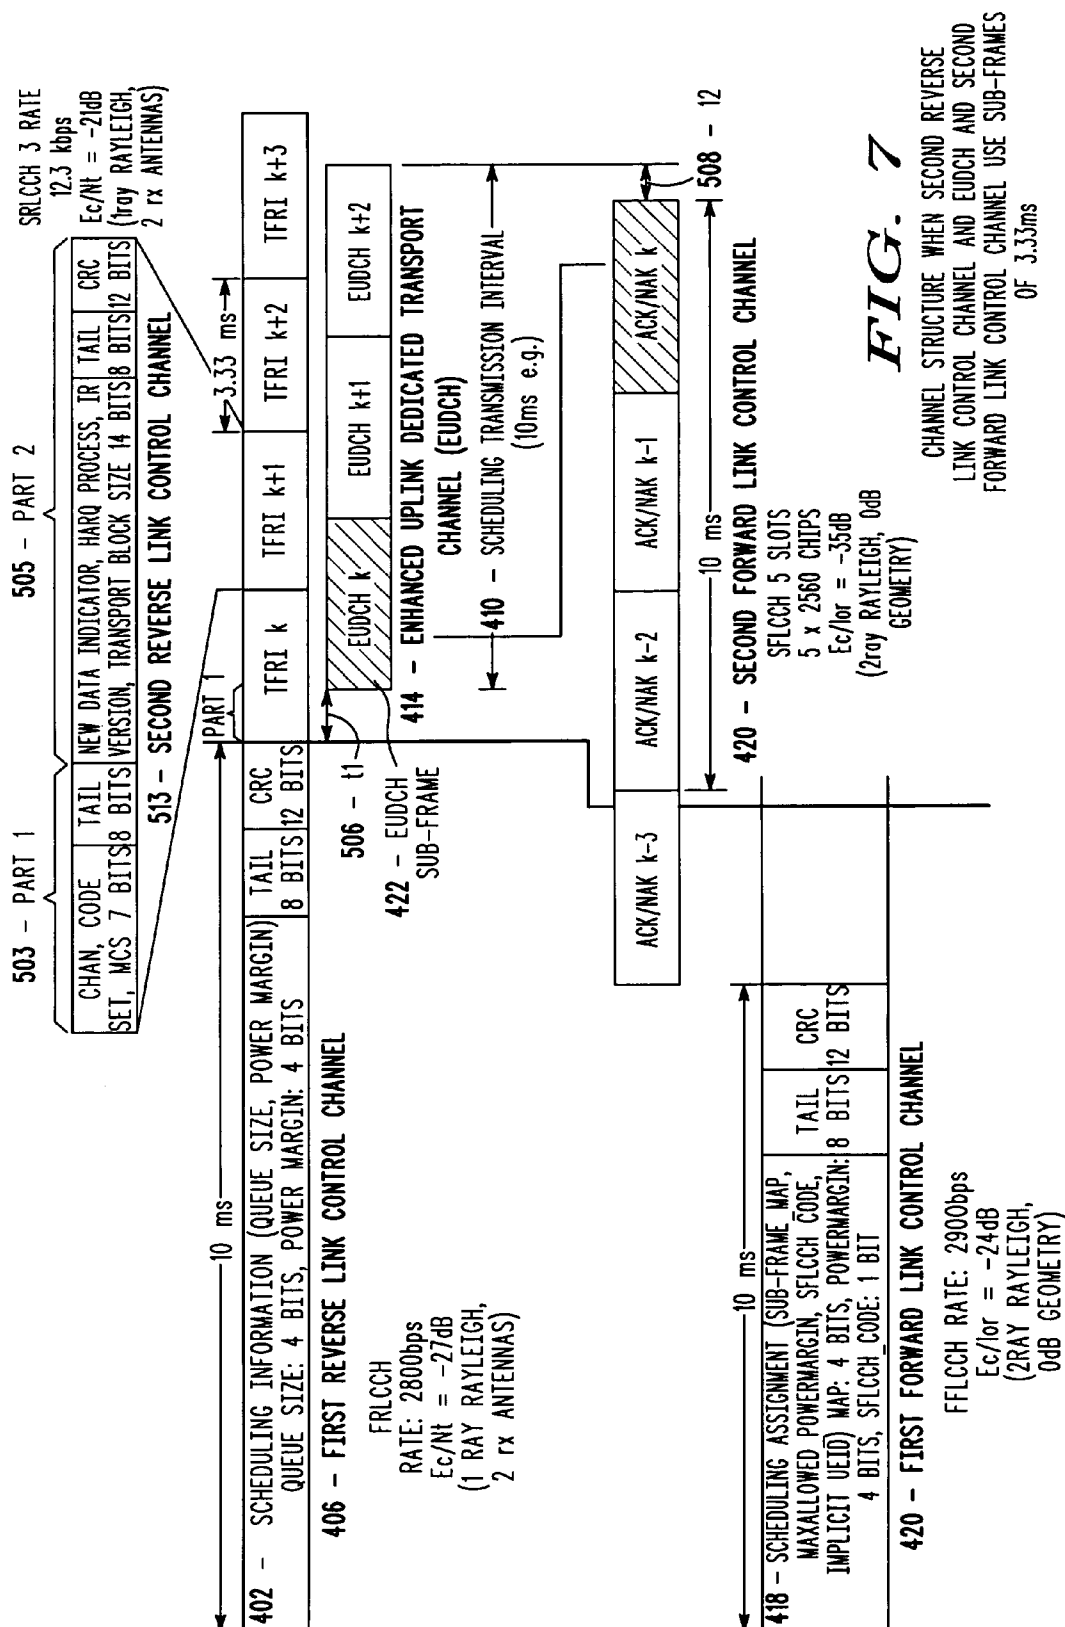 503 - PART 1
505 - PART 2
CHAN, CODE
SET, MCS 7 BITS
TAIL
8 BITS
NEW DATA INDICATOR, HARQ PROCESS, IR
VERSION, TRANSPORT BLOCK SIZE 14 BITS
TAIL
8 BITS
CRC
12 BITS
SRLCCH 3 RATE
12.3 kbps
Ec/Nt = -21dB
(1ray RAYLEIGH,
2 rx ANTENNAS)
513 - SECOND REVERSE LINK CONTROL CHANNEL
10 ms
PART 1
3.33 ms
402 - SCHEDULING INFORMATION (QUEUE SIZE, POWER MARGIN)
QUEUE SIZE: 4 BITS, POWER MARGIN: 4 BITS
TAIL
8 BITS
CRC
12 BITS
TFRI k
TFRI k+1
TFRI k+2
TFRI k+3
406 - FIRST REVERSE LINK CONTROL CHANNEL
FRLCCH
RATE: 2800bps
Ec/Nt = -27dB
(1 RAY RAYLEIGH,
2 rx ANTENNAS)
506 - t1
422 - EUDCH
SUB-FRAME
EUDCH k
EUDCH k+1
EUDCH k+2
414 - ENHANCED UPLINK DEDICATED TRANSPORT
CHANNEL (EUDCH)
410 - SCHEDULING TRANSMISSION INTERVAL
(10ms e.g.)
ACK/NAK k-3
ACK/NAK k-2
ACK/NAK k-1
ACK/NAK k
508 - 12
10 ms
420 - SECOND FORWARD LINK CONTROL CHANNEL
SFLCCH 5 SLOTS
5 x 2560 CHIPS
Ec/Ior = -35dB
(2ray RAYLEIGH, 0dB
GEOMETRY)
10 ms
418 - SCHEDULING ASSIGNMENT (SUB-FRAME MAP,
MAXALLOWED POWERMARGIN, SFLCCH CODE,
IMPLICIT UEID) MAP: 4 BITS, POWERMARGIN:
4 BITS, SFLCCH_CODE: 1 BIT
TAIL
8 BITS
CRC
12 BITS
420 - FIRST FORWARD LINK CONTROL CHANNEL
FFLCCH RATE: 2900bps
Ec/Ior = -24dB
(2RAY RAYLEIGH,
0dB GEOMETRY)
FIG. 7
CHANNEL STRUCTURE WHEN SECOND REVERSE
LINK CONTROL CHANNEL AND EUDCH AND SECOND
FORWARD LINK CONTROL CHANNEL USE SUB-FRAMES
OF 3.33ms